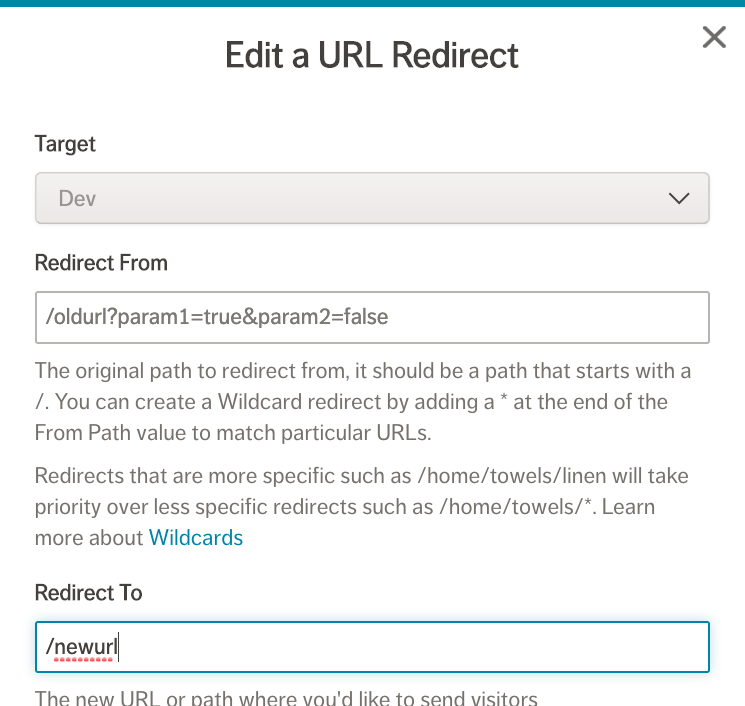 Edit a URL Redirect
Target
Dev
Redirect From
/oldurl?param1=true&param2=false
The original path to redirect from, it should be a path that starts with a
/. You can create a Wildcard redirect by adding a * at the end of the
From Path value to match particular URLs.
Redirects that are more specific such as /home/towels/linen will take
priority over less specific redirects such as /home/towels/*. Learn
more about Wildcards
Redirect To
/newurl
The new URL or path where you'd like to send visitors